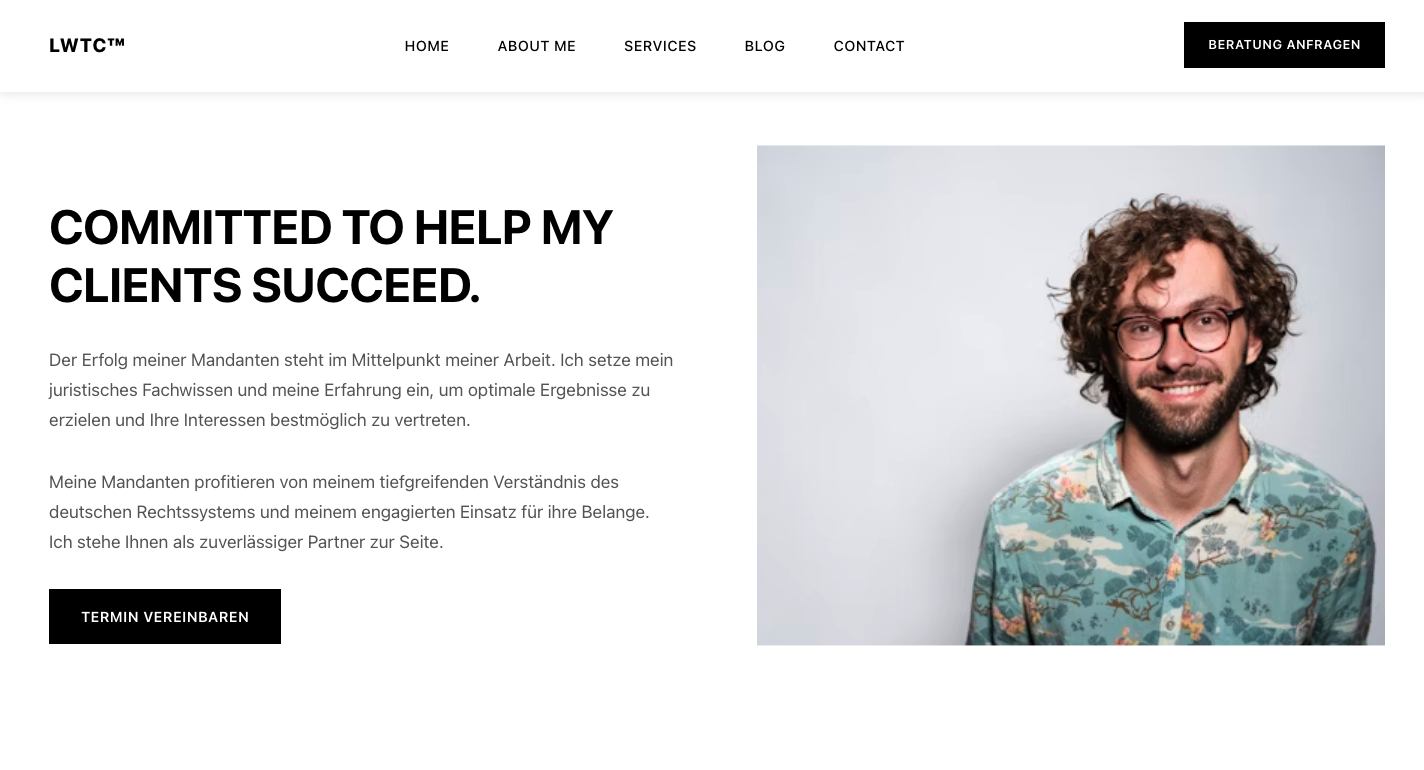 LWTC™
HOME
ABOUT ME
SERVICES
BLOG
CONTACT
BERATUNG ANFRAGEN
COMMITTED TO HELP MY
CLIENTS SUCCEED.
Der Erfolg meiner Mandanten steht im Mittelpunkt meiner Arbeit. Ich setze mein
juristisches Fachwissen und meine Erfahrung ein, um optimale Ergebnisse zu
erzielen und Ihre Interessen bestmöglich zu vertreten.
Meine Mandanten profitieren von meinem tiefgreifenden Verständnis des
deutschen Rechtssystems und meinem engagierten Einsatz für ihre Belange.
Ich stehe Ihnen als zuverlässiger Partner zur Seite.
TERMIN VEREINBAREN